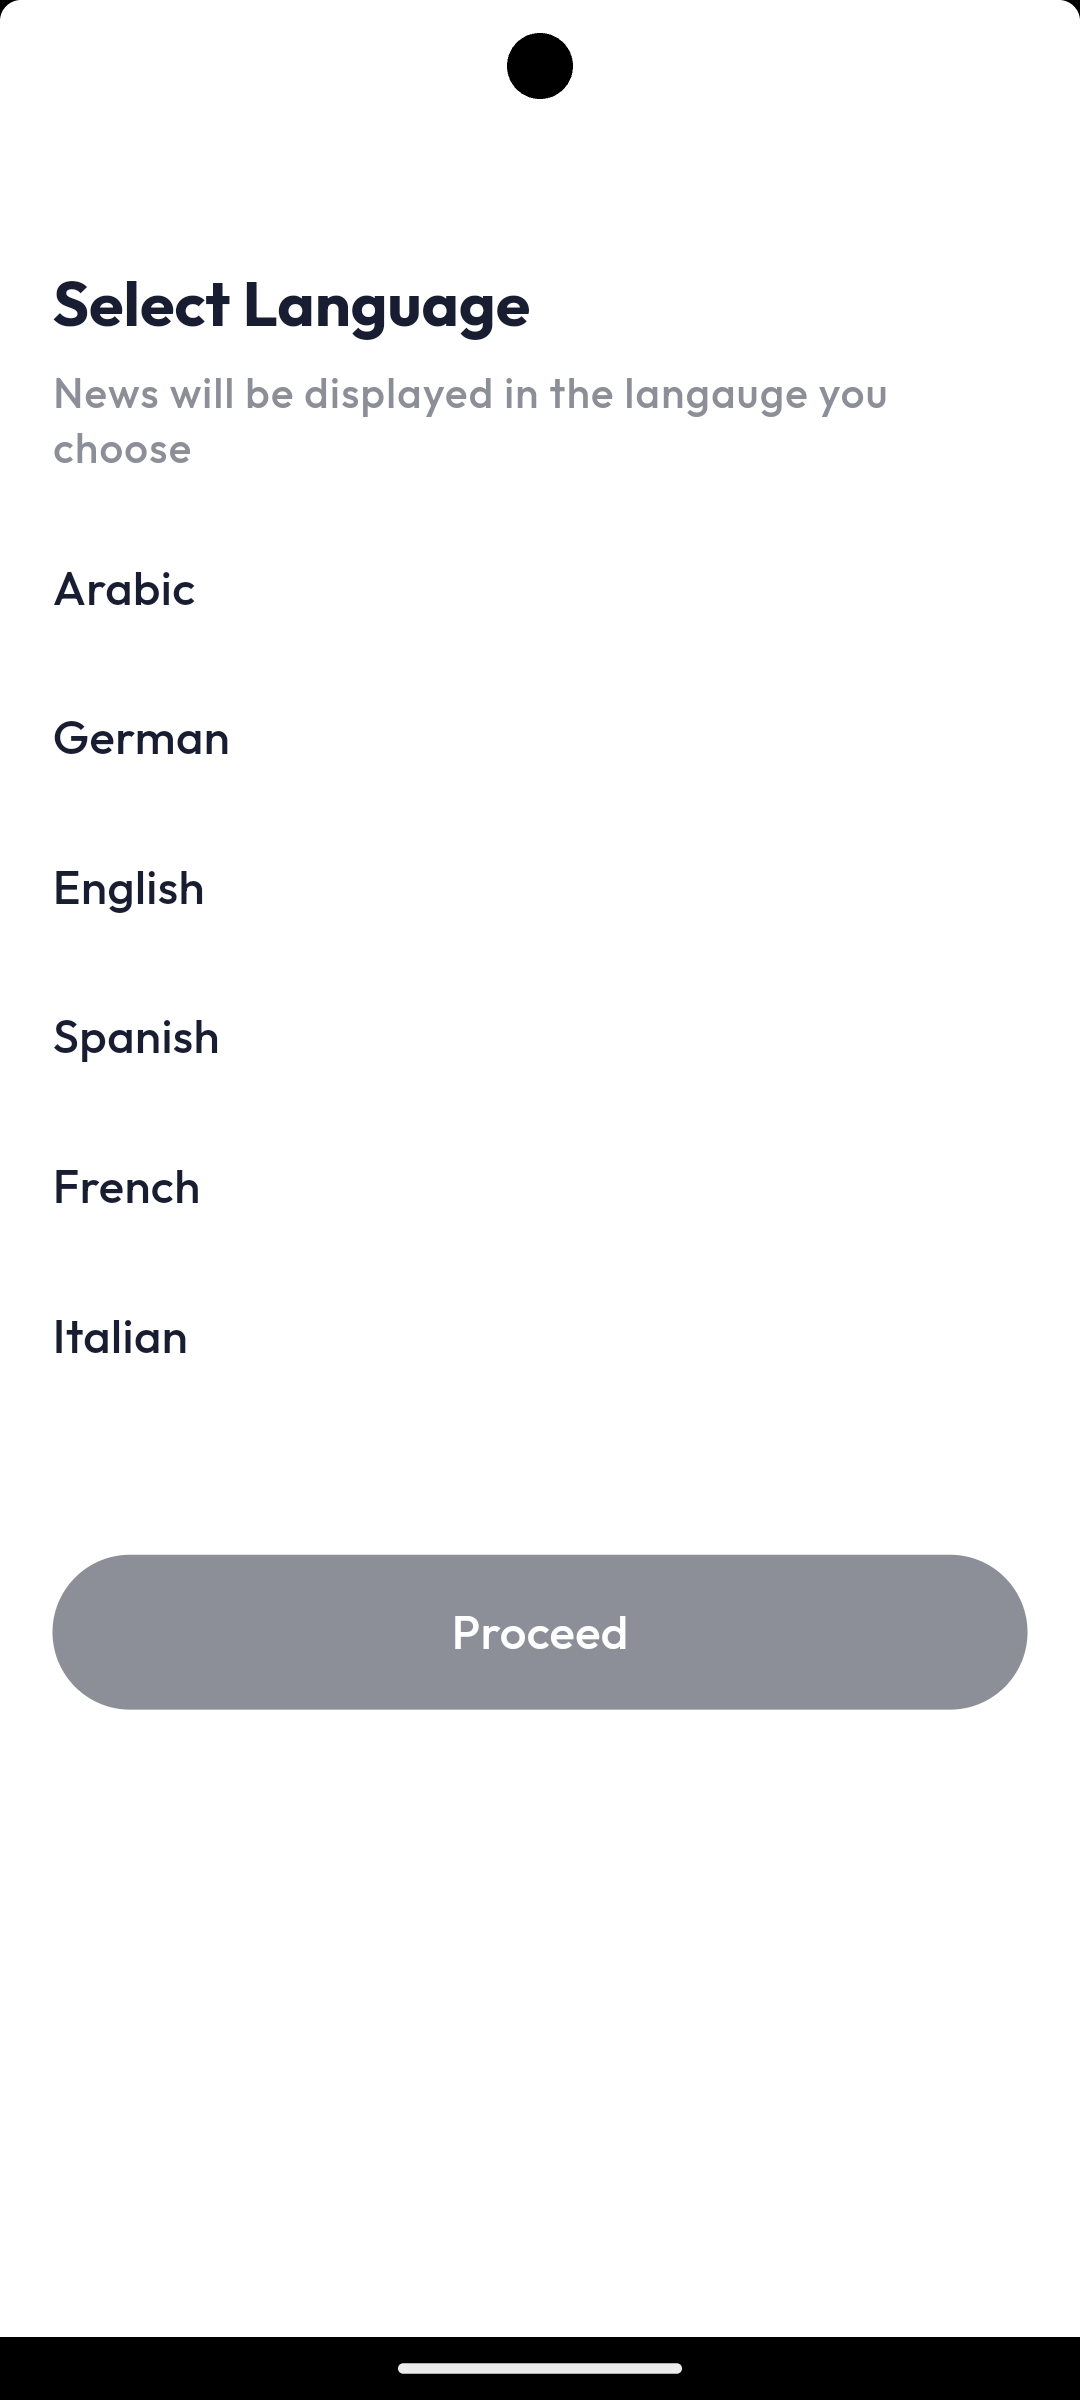 Select Language
News will be displayed in the langauge you
choose
Arabic
German
English
Spanish
French
Italian
Proceed